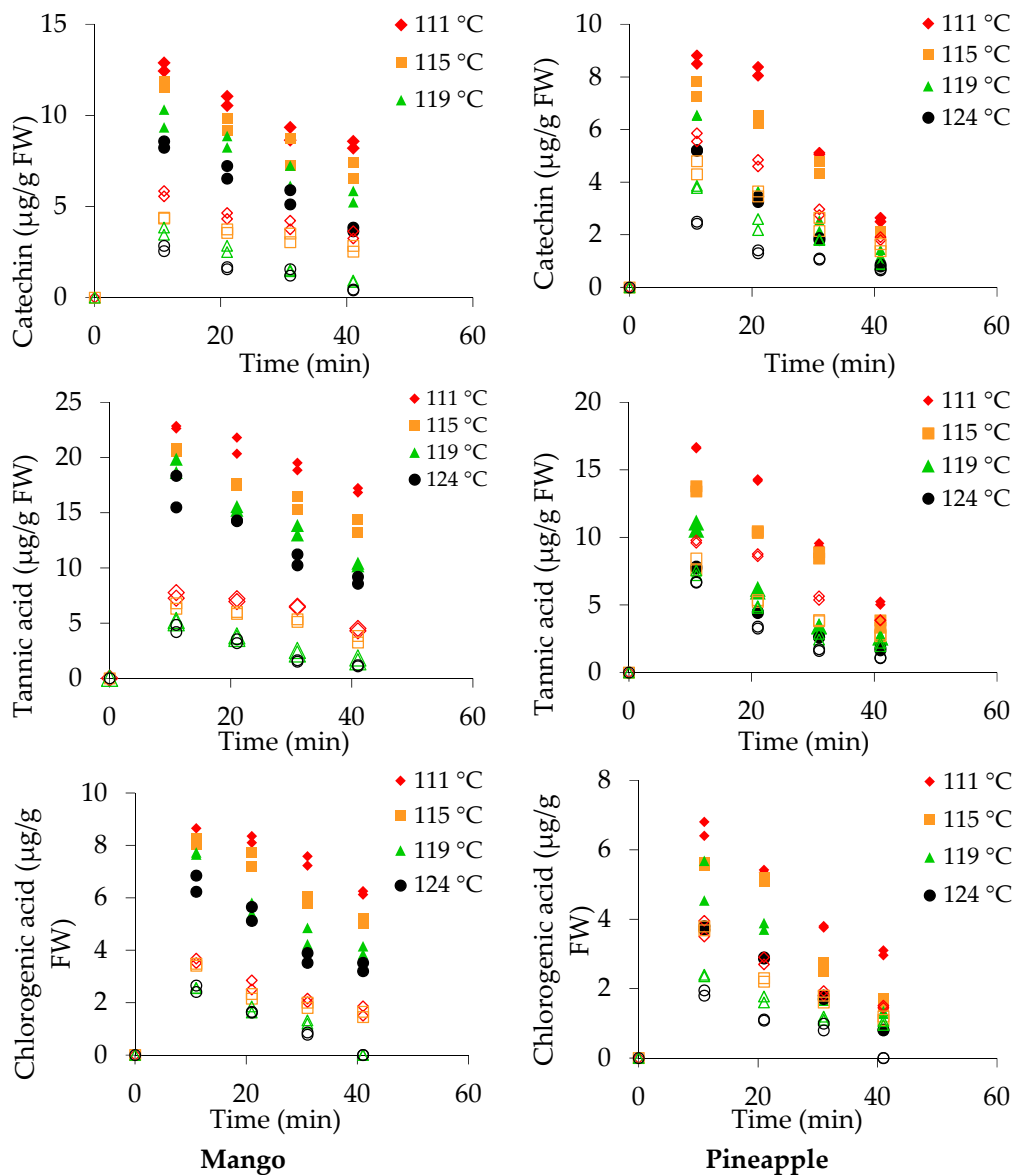 15
10
5
0
0
20
40
60
Catechin (µg/g FW)
Time (min)
111 °C
115 °C
119 °C
10
8
6
4
2
0
0
20
40
60
Catechin (µg/g FW)
Time (min)
111 °C
115 °C
119 °C
124 °C
25
20
15
10
5
0
0
20
40
60
Tannic acid (µg/g FW)
Time (min)
111 °C
115 °C
119 °C
124 °C
20
15
10
5
0
0
20
40
60
Tannic acid (µg/g FW)
Time (min)
111 °C
115 °C
119 °C
124 °C
10
8
6
4
2
0
0
20
40
60
Chlorogenic acid (µg/g
FW)
Time (min)
111 °C
115 °C
119 °C
124 °C
8
6
4
2
0
0
20
40
60
Chlorogenic acid (µg/g
FW)
Time (min)
111 °C
115 °C
119 °C
124 °C
Mango
Pineapple